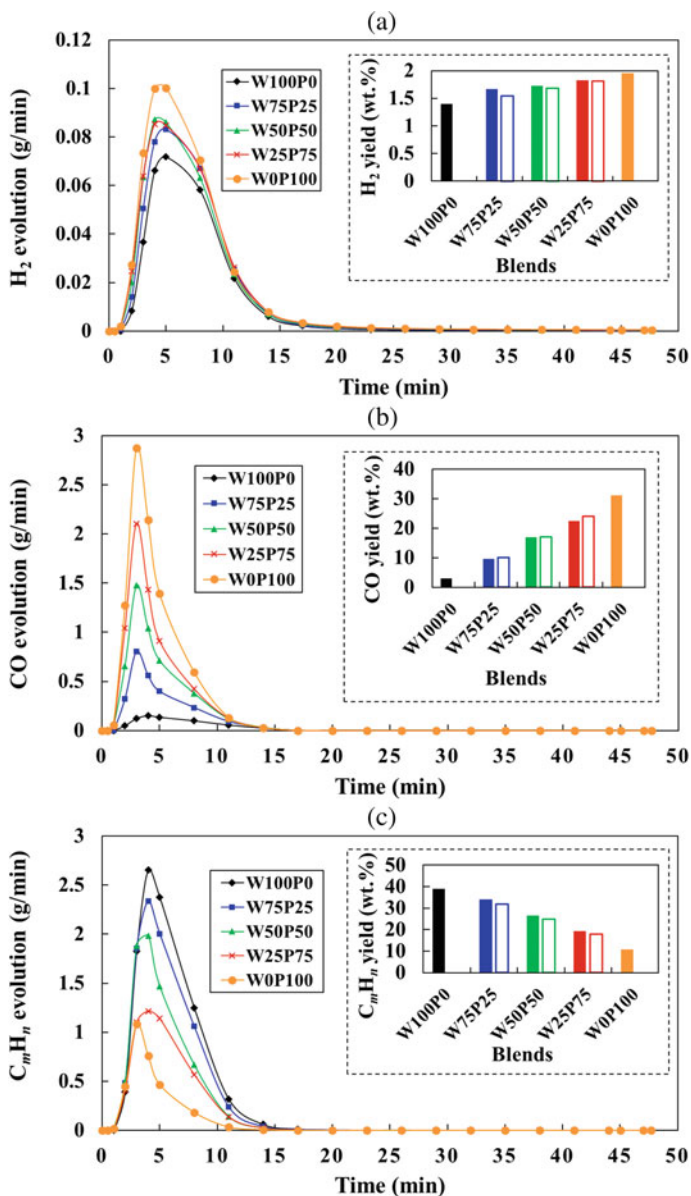 (a)
H2 evolution (g/min)
0.12
0.1
0.08
0.06
0.04
0.02
0
W100P0
W75P25
W50P50
W25P75
W0P100
H2 yield (wt.%)
2
1.5
1
0.5
0
W100P0
W75P25
W50P50
W25P75
W0P100
Blends
0 5 10 15 20 25 30 35 40 45 50
Time (min)
(b)
CO evolution (g/min)
3
2.5
2
1.5
1
0.5
0
W100P0
W75P25
W50P50
W25P75
W0P100
CO yield (wt.%)
40
30
20
10
0
W100P0
W75P25
W50P50
W25P75
W0P100
Blends
0 5 10 15 20 25 30 35 40 45 50
Time (min)
(c)
CmHn evolution (g/min)
3
2.5
2
1.5
1
0.5
0
W100P0
W75P25
W50P50
W25P75
W0P100
CmHn yield (wt.%)
50
40
30
20
10
0
W100P0
W75P25
W50P50
W25P75
W0P100
Blends
0 5 10 15 20 25 30 35 40 45 50
Time (min)